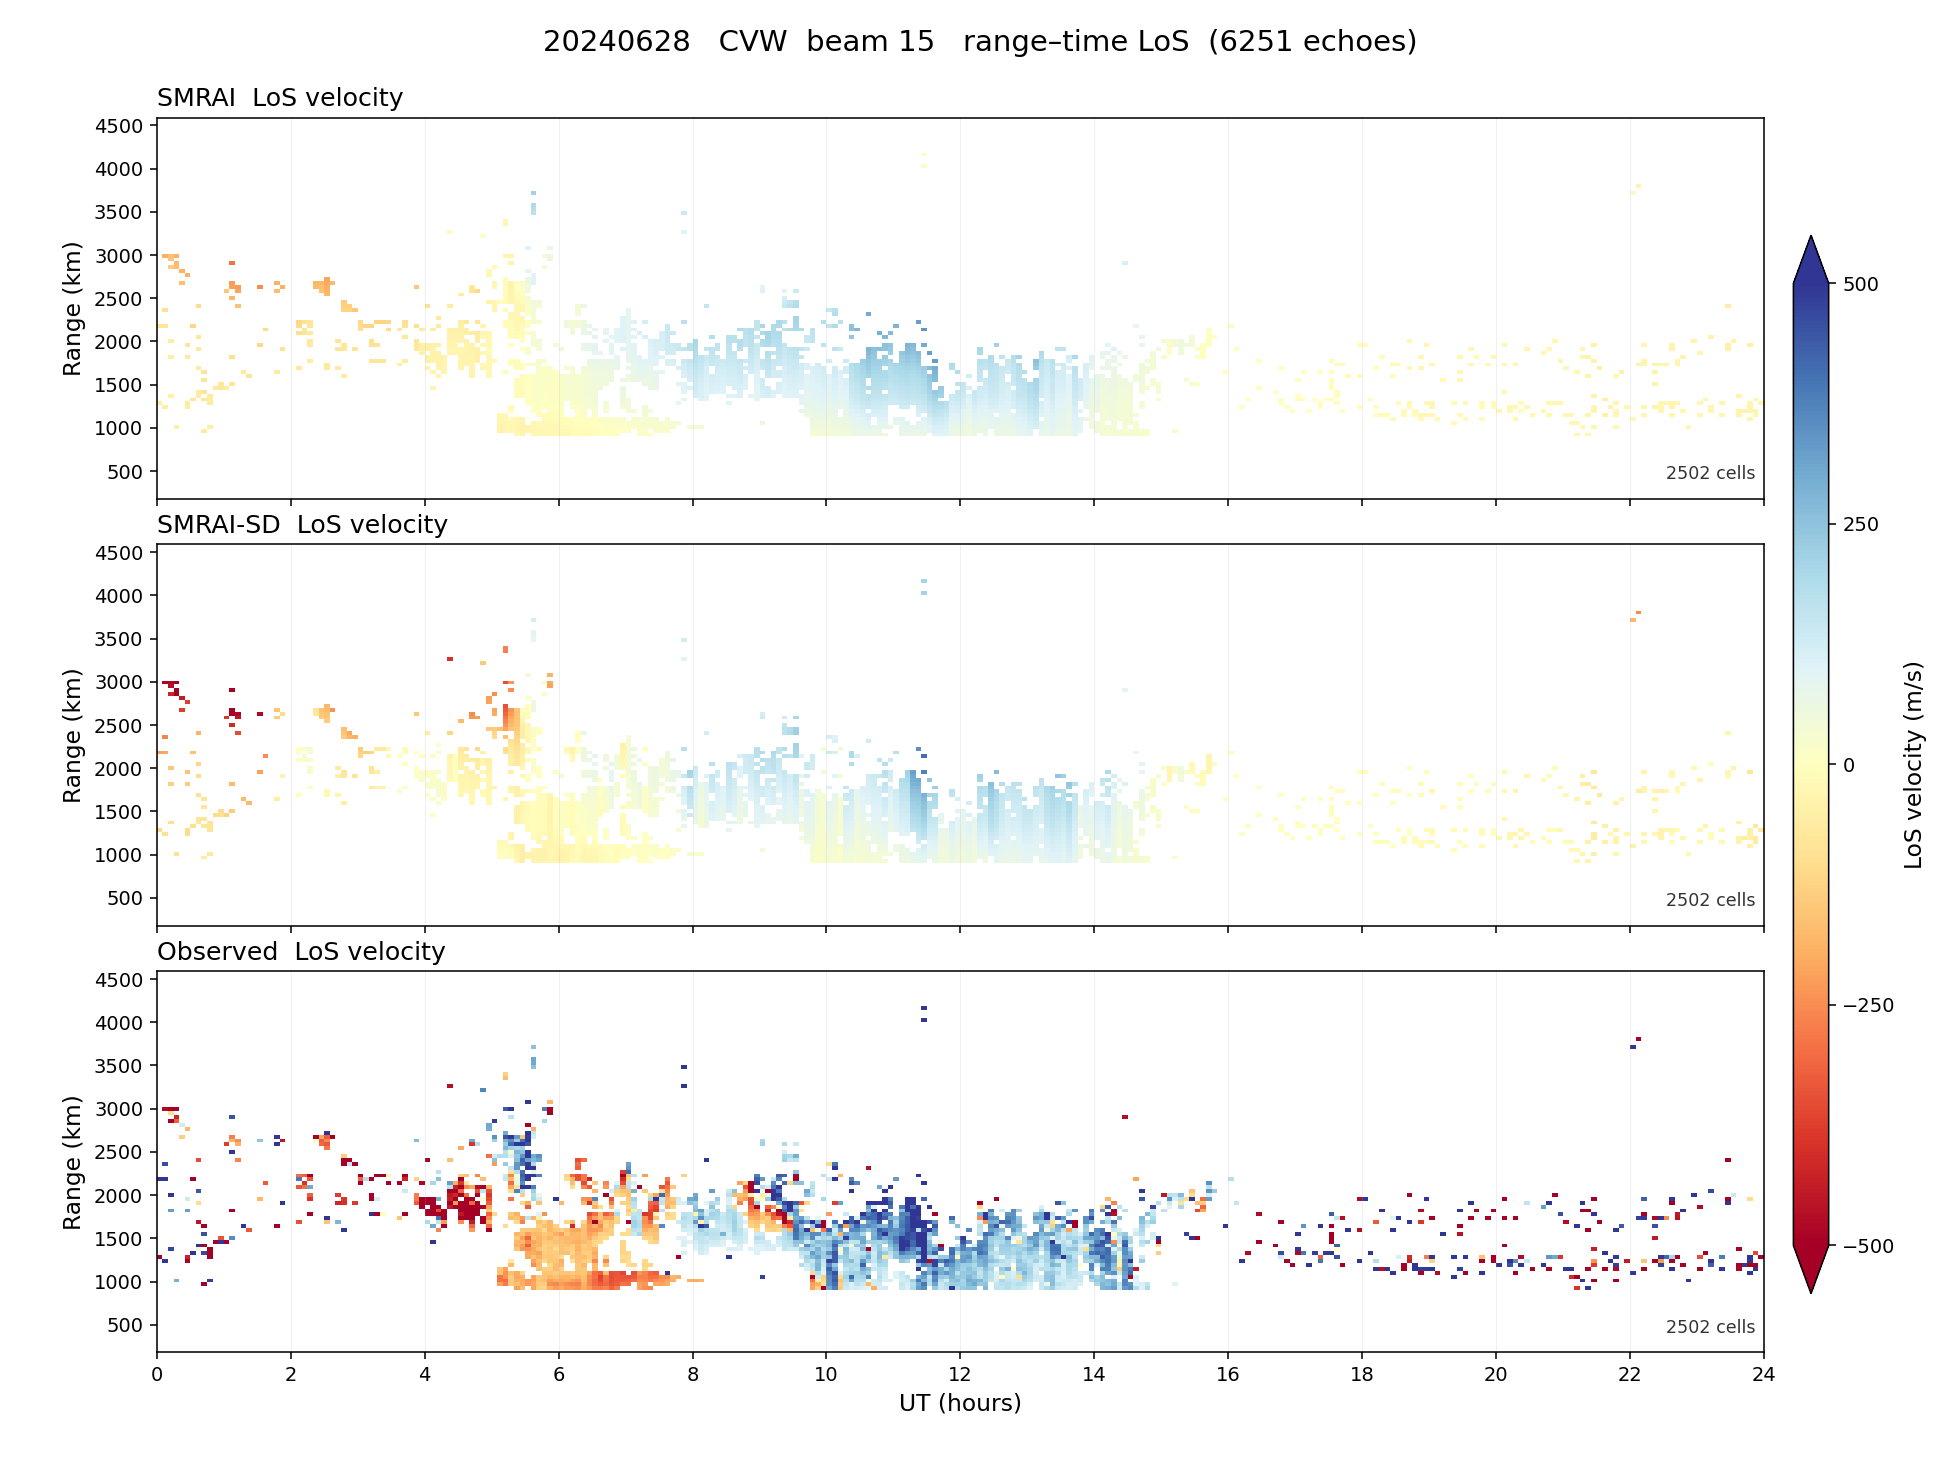 20240628   CVW  beam 15   range–time LoS  (6251 echoes)
SMRAI  LoS velocity
4500
4000
3500
3000
2500
2000
1500
1000
500
Range (km)
2502 cells
SMRAI-SD  LoS velocity
4500
4000
3500
3000
2500
2000
1500
1000
500
Range (km)
2502 cells
Observed  LoS velocity
4500
4000
3500
3000
2500
2000
1500
1000
500
Range (km)
2502 cells
0 2 4 6 8 10 12 14 16 18 20 22 24
UT (hours)
500
250
0
−250
−500
LoS velocity (m/s)